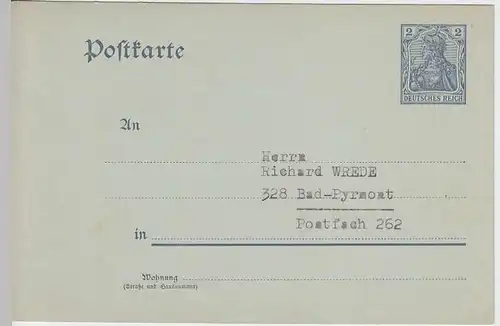 2 2
DEUTSCHES REICH
Postkarte
An
Herrn
Richard WREDE
328 Bad-Pyrmont
Postfach 262
in
Wohnung
(Straße und Hausnummer)